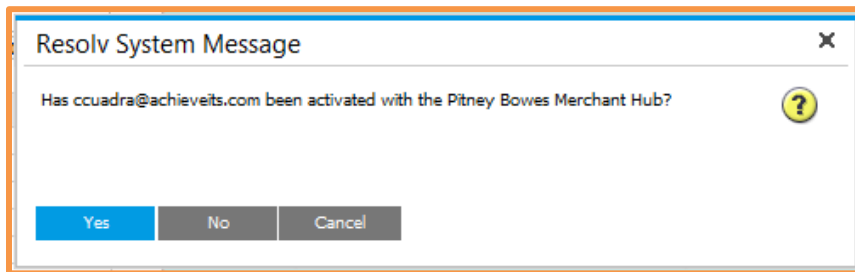 Resolv System Message
Has ccuadra@achieveits.com been activated with the Pitney Bowes Merchant Hub?
?
Yes No Cancel